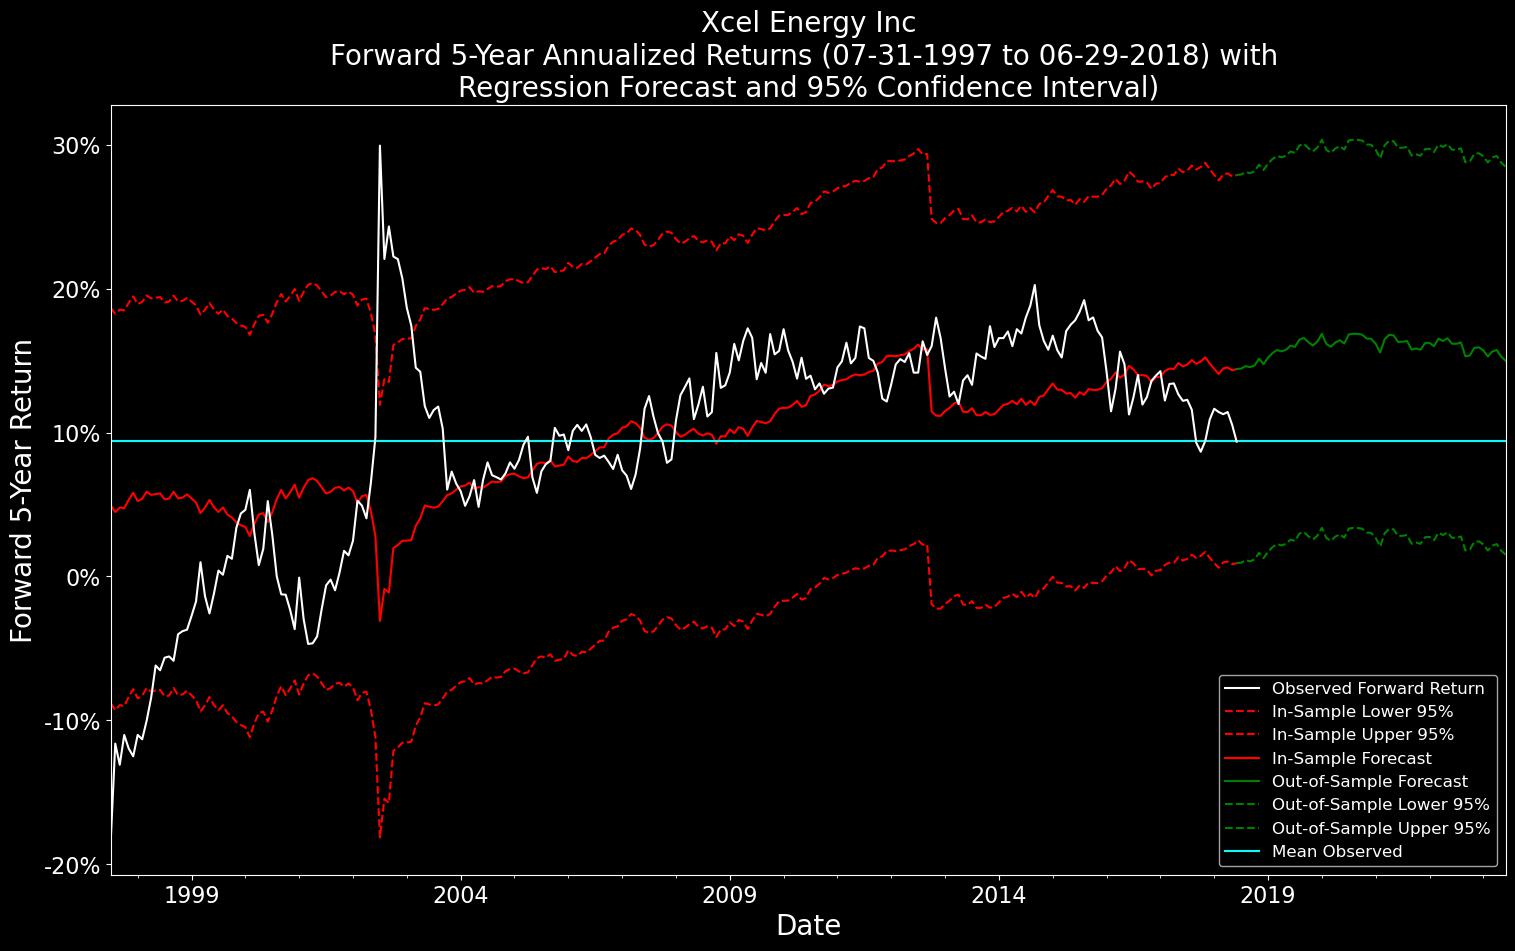 Xcel Energy Inc
Forward 5-Year Annualized Returns (07-31-1997 to 06-29-2018) with
Regression Forecast and 95% Confidence Interval)
Forward 5-Year Return
30%
20%
10%
0%
-10%
-20%
1999 2004 2009 2014 2019
Date
Observed Forward Return
In-Sample Lower 95%
In-Sample Upper 95%
In-Sample Forecast
Out-of-Sample Forecast
Out-of-Sample Lower 95%
Out-of-Sample Upper 95%
Mean Observed